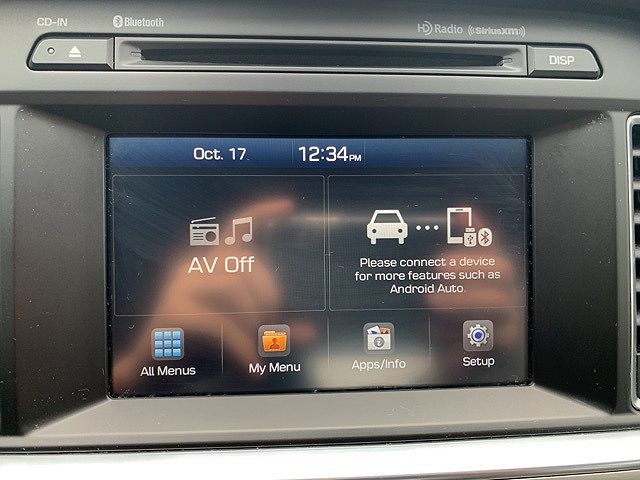 CD-IN
Bluetooth
HD Radio ((SiriusXM))
DISP
Oct. 17 12:34PM
AV Off
Please connect a device
for more features such as
Android Auto.
All Menus
My Menu
Apps/Info
Setup